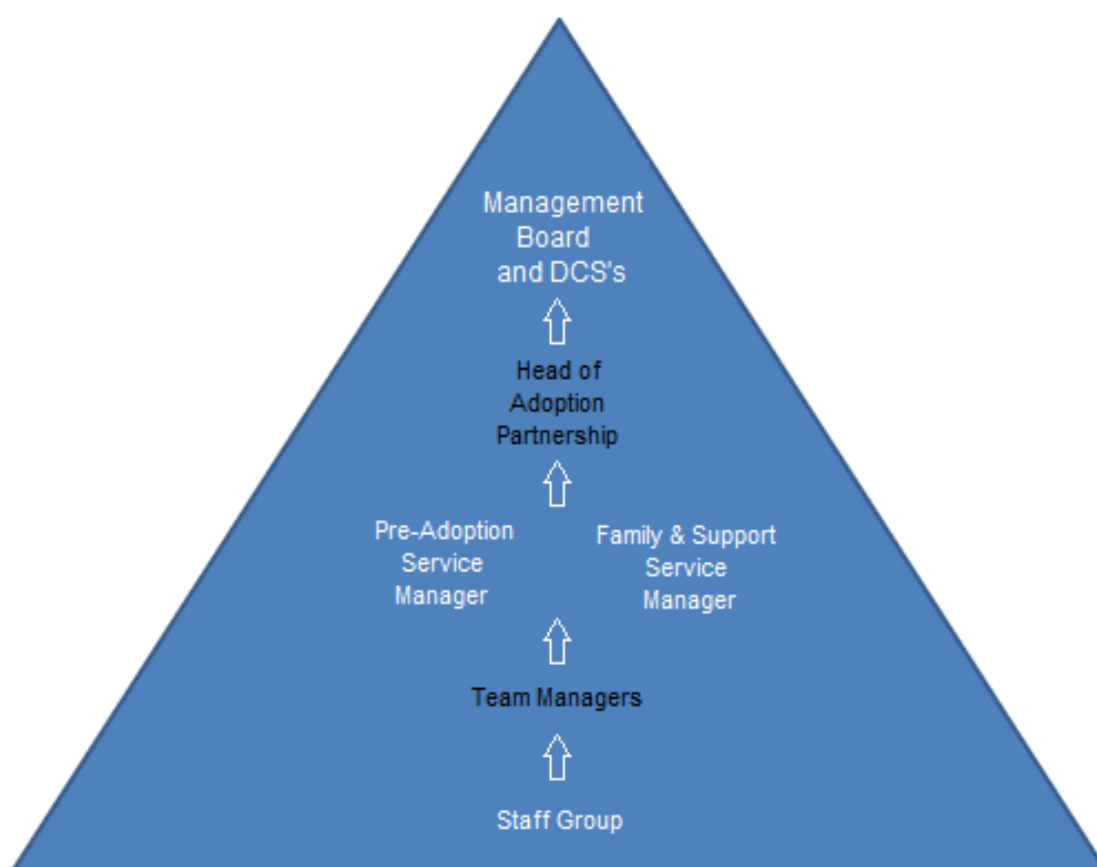 Management
Board
and DCS's
Head of
Adoption
Partnership
Pre-Adoption
Service
Manager
Family & Support
Service
Manager
Team Managers
Staff Group